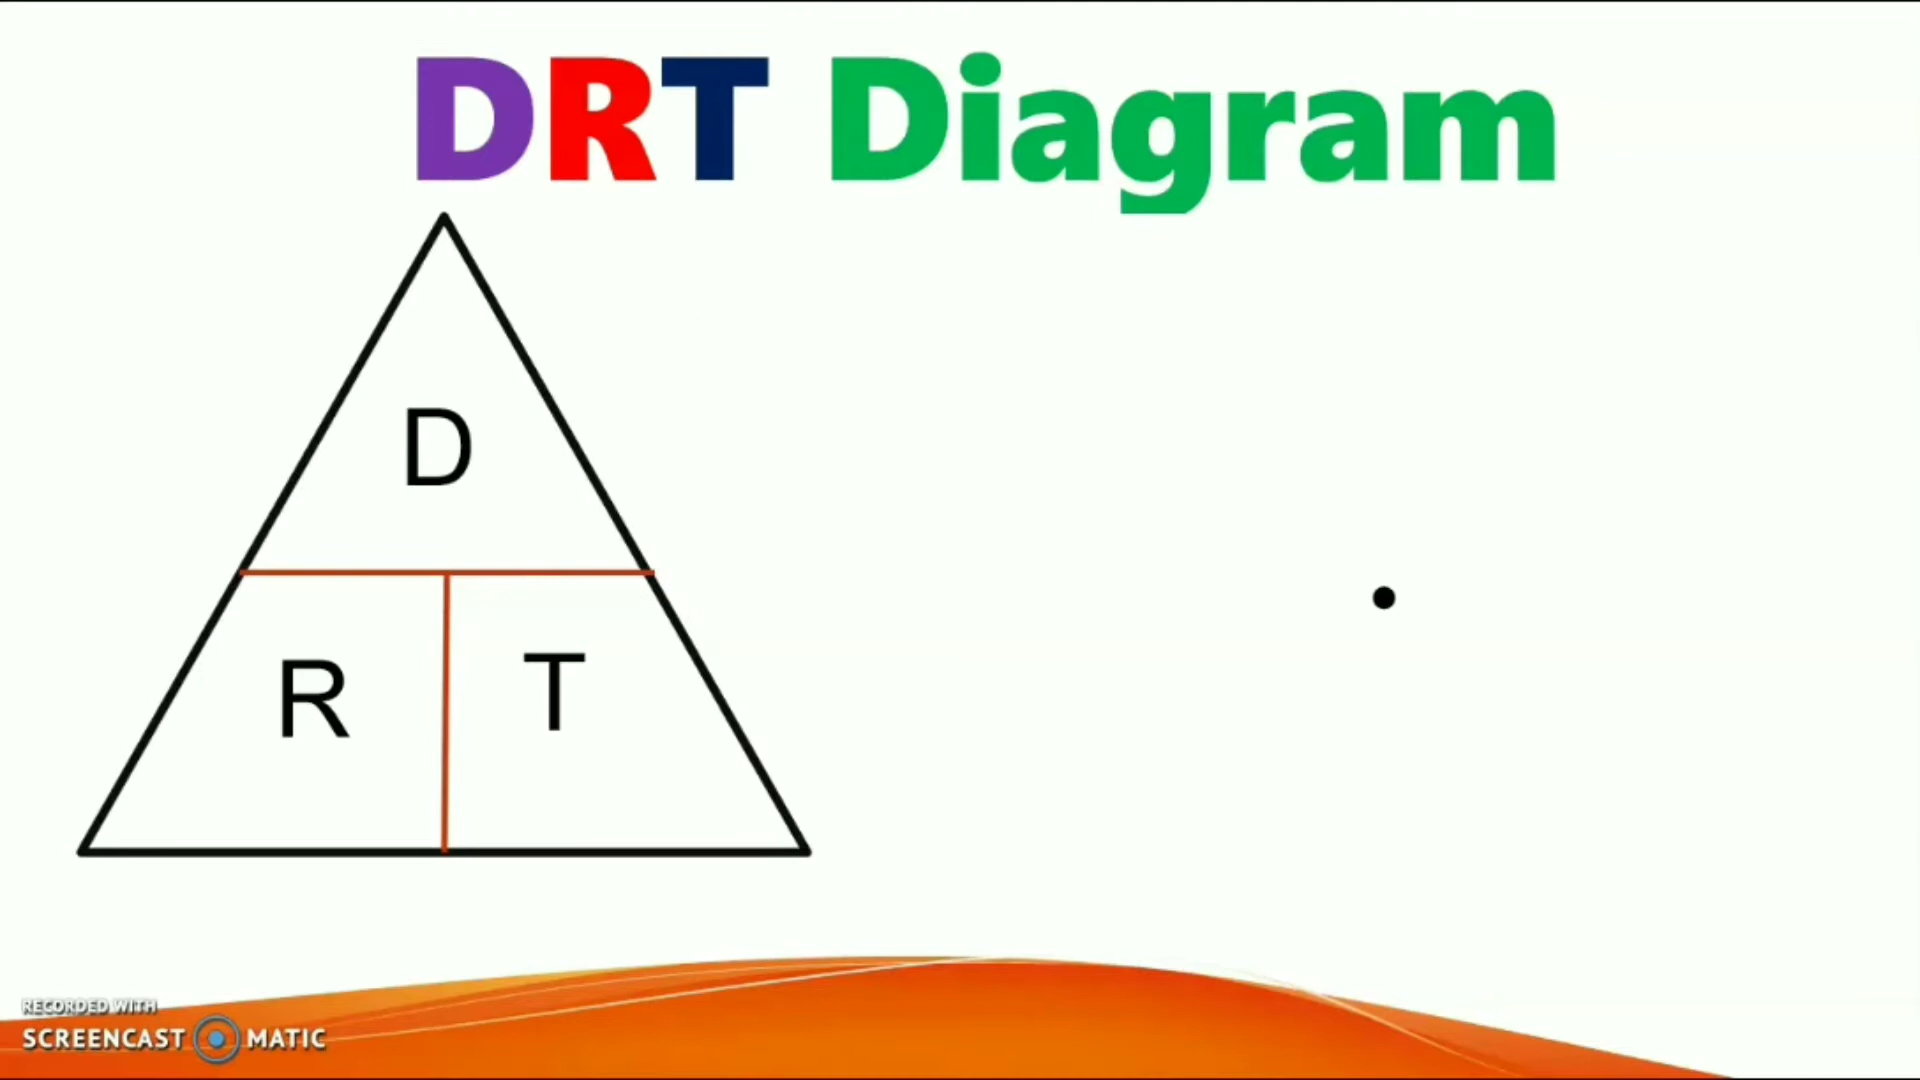 DRT Diagram
D
R T
RECORDED WITH
SCREENCAST MATIC